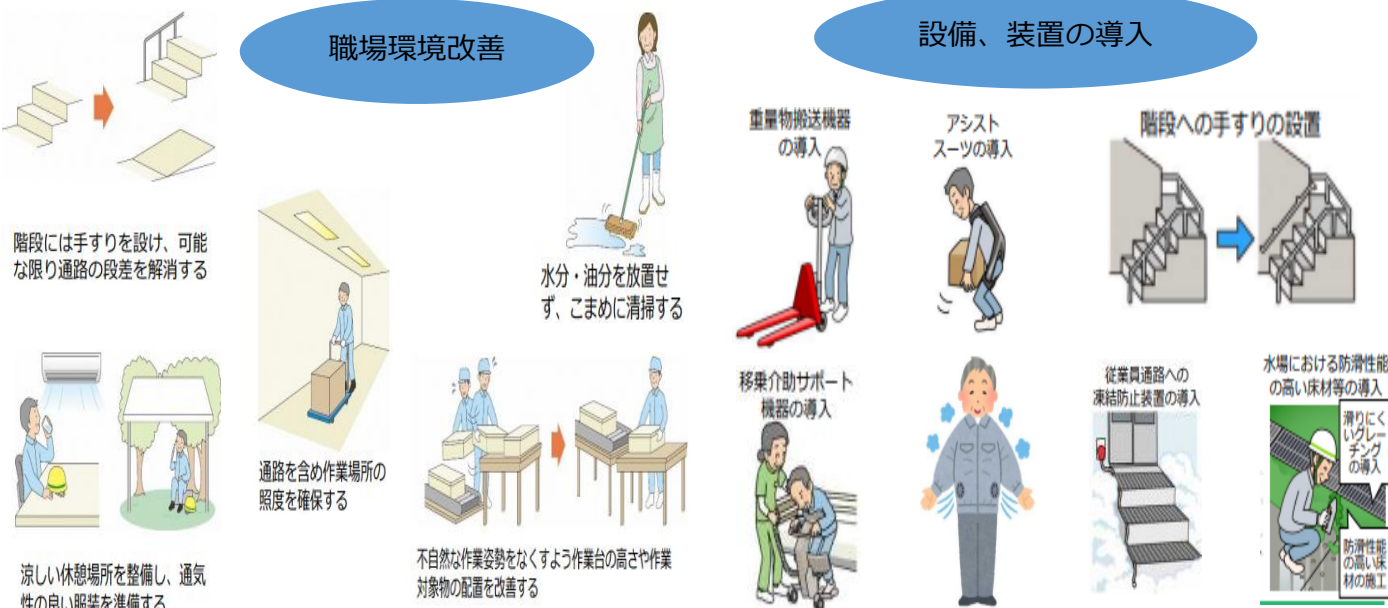 職場環境改善
階段には手すりを設け、可能
な限り通路の段差を解消する
水分・油分を放置せ
ず、こまめに清掃する
通路を含め作業場所の
照度を確保する
涼しい休憩場所を整備し、通気
性の良い服装を準備する
不自然な作業姿勢をなくすよう作業台の高さや作業
対象物の配置を改善する
設備、装置の導入
重量物搬送機器
の導入
アシスト
スーツの導入
階段への手すりの設置
移乗介助サポート
機器の導入
従業員通路への
凍結防止装置の導入
水場における防滑性能
の高い床材等の導入
滑りにく
いグレー
チング
の導入
防滑性能
の高い床
材の施工